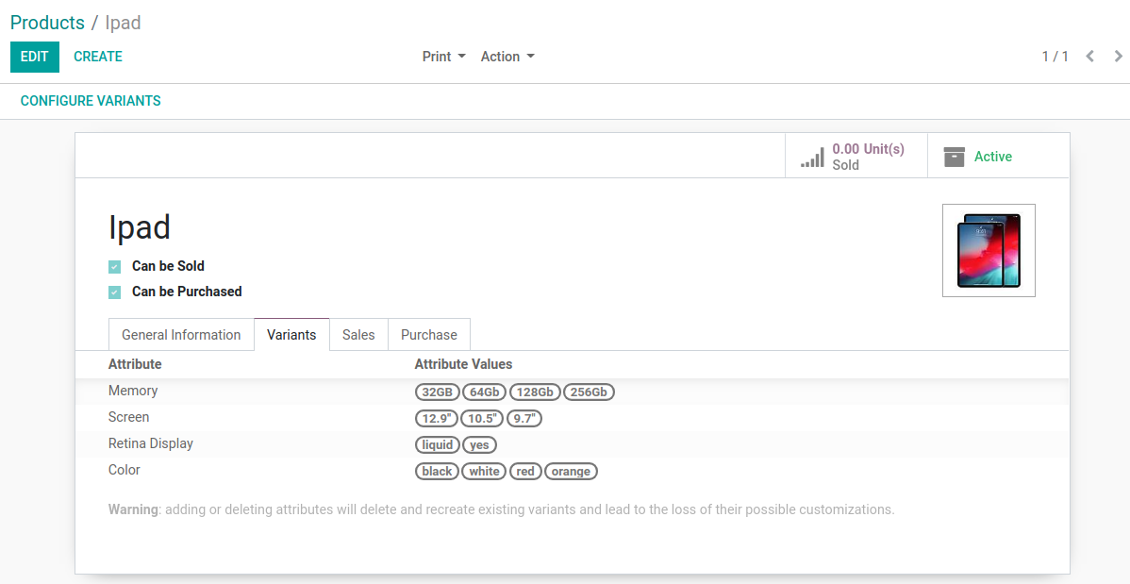 Products / Ipad
EDIT CREATE Print Action 1 / 1
CONFIGURE VARIANTS
0.00 Unit(s)
Sold
Active
Ipad
Can be Sold
Can be Purchased
General Information Variants Sales Purchase
Attribute Attribute Values
Memory 32GB 64Gb 128Gb 256Gb
Screen 12.9" 10.5" 9.7"
Retina Display liquid yes
Color black white red orange
Warning: adding or deleting attributes will delete and recreate existing variants and lead to the loss of their possible customizations.